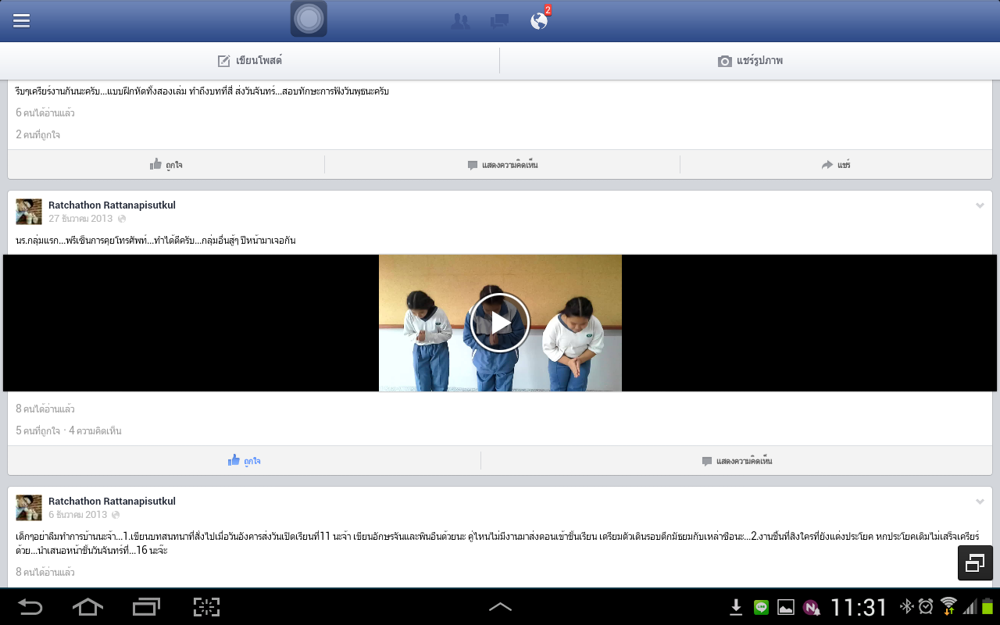 2
เขียนโพสต์
แชร์รูปภาพ
รีบๆเครียร์งานกันนะครับ...แบบฝึกหัดทั้งสองเล่ม ทำถึงบทที่สี่ ส่งวันจันทร์...สอบทักษะการฟังวันพุธนะครับ
6 คนได้อ่านแล้ว
2 คนที่ถูกใจ
ถูกใจ
แสดงความคิดเห็น
แชร์
Ratchathon Rattanapisutkul
27 ธันวาคม 2013
นร.กลุ่มแรก...พรีเซ็นการคุยโทรศัพท์...ทำได้ดีครับ...กลุ่มอื่นสู้ๆ ปีหน้ามาเจอกัน
8 คนได้อ่านแล้ว
5 คนที่ถูกใจ · 4 ความคิดเห็น
ถูกใจ
แสดงความคิดเห็น
Ratchathon Rattanapisutkul
6 ธันวาคม 2013
เด็กๆอย่าลืมทำการบ้านนะจ้า...1.เขียนบทสนทนาที่สั่งไปเมื่อวันอังคารส่งวันเปิดเรียนที่11 นะจ้า เขียนอักษรจีนและพินอินด้วยนะ คู่ไหนไม่มีงานมาส่งตอนเข้าชั้นเรียน เตรียมตัวเดินรอบตึกมัธยมกับเหล่าซือนะ...2.งานชิ้นที่สิงใครที่ยังแต่งประโยค หกประโยคเดิมไม่เสร็จเครียร์
ด้วย...นำเสนอหน้าชั้นวันจันทร์ที่...16 นะจ๊ะ
8 คนได้อ่านแล้ว
LINE
N
11:31